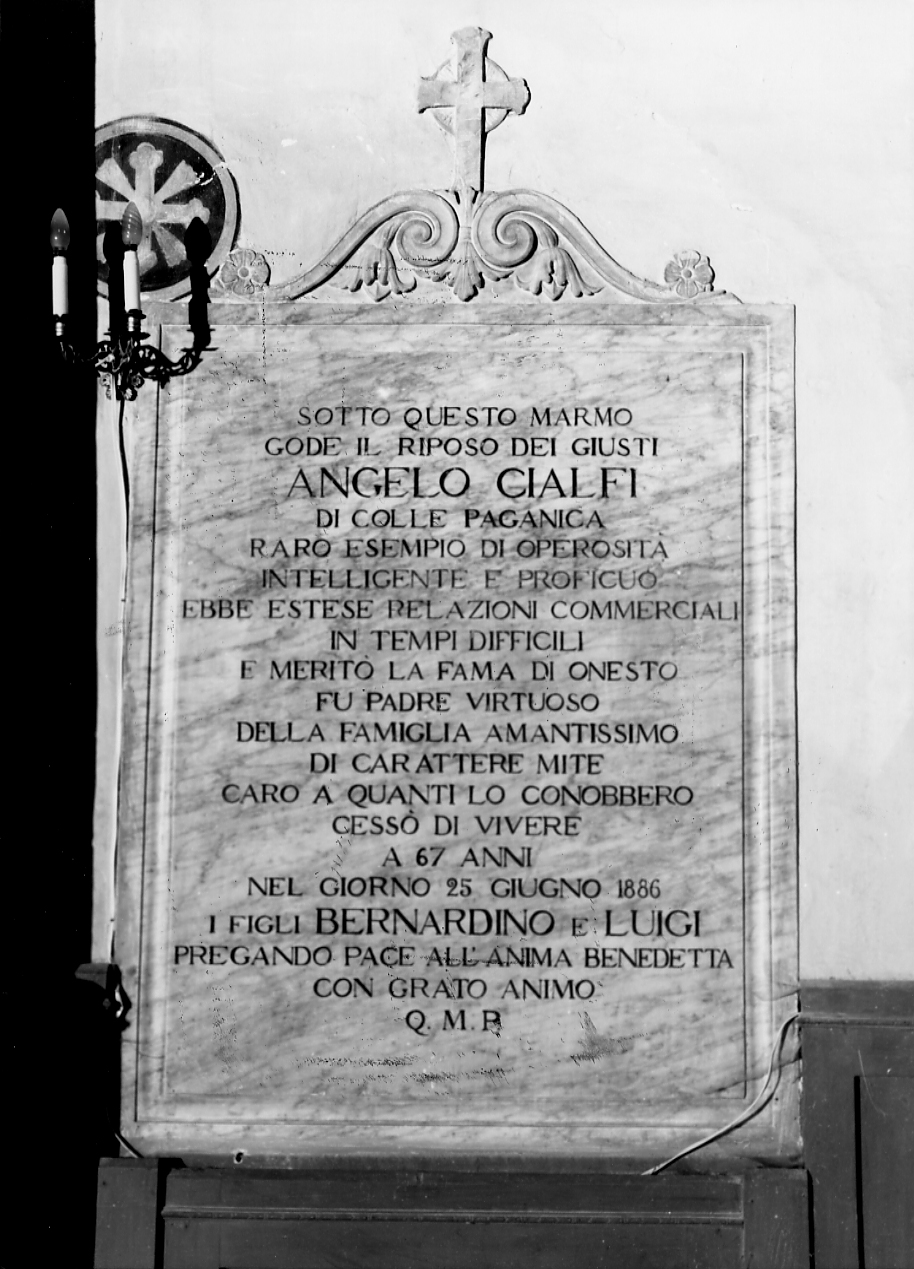 SOTTO QUESTO MARMO
GODE IL RIPOSO DEI GIUSTI
ANGELO CIALFI
DI COLLE PAGANICA
RARO ESEMPIO DI OPEROSITÀ
INTELLIGENTE E PROFICUO
EBBE ESTESE RELAZIONI COMMERCIALI
IN TEMPI DIFFICILI
E MERITÒ LA FAMA DI ONESTO
FU PADRE VIRTUOSO
DELLA FAMIGLIA AMANTISSIMO
DI CARATTERE MITE
CARO A QUANTI LO CONOBBERO
CESSÒ DI VIVERE
A 67 ANNI
NEL GIORNO 25 GIUGNO 1886
I FIGLI BERNARDINO E LUIGI
PREGANDO PACE ALL'ANIMA BENEDETTA
CON GRATO ANIMO
Q. M. P.